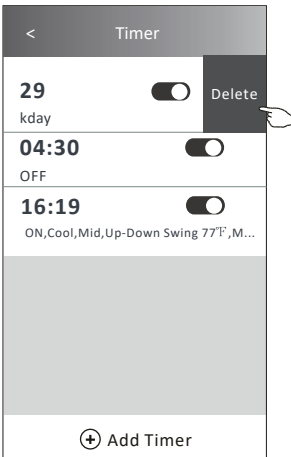 < Timer
29 Delete
kday
04:30
OFF
16:19
ON,Cool,Mid,Up-Down Swing 77℉,M...
Add Timer